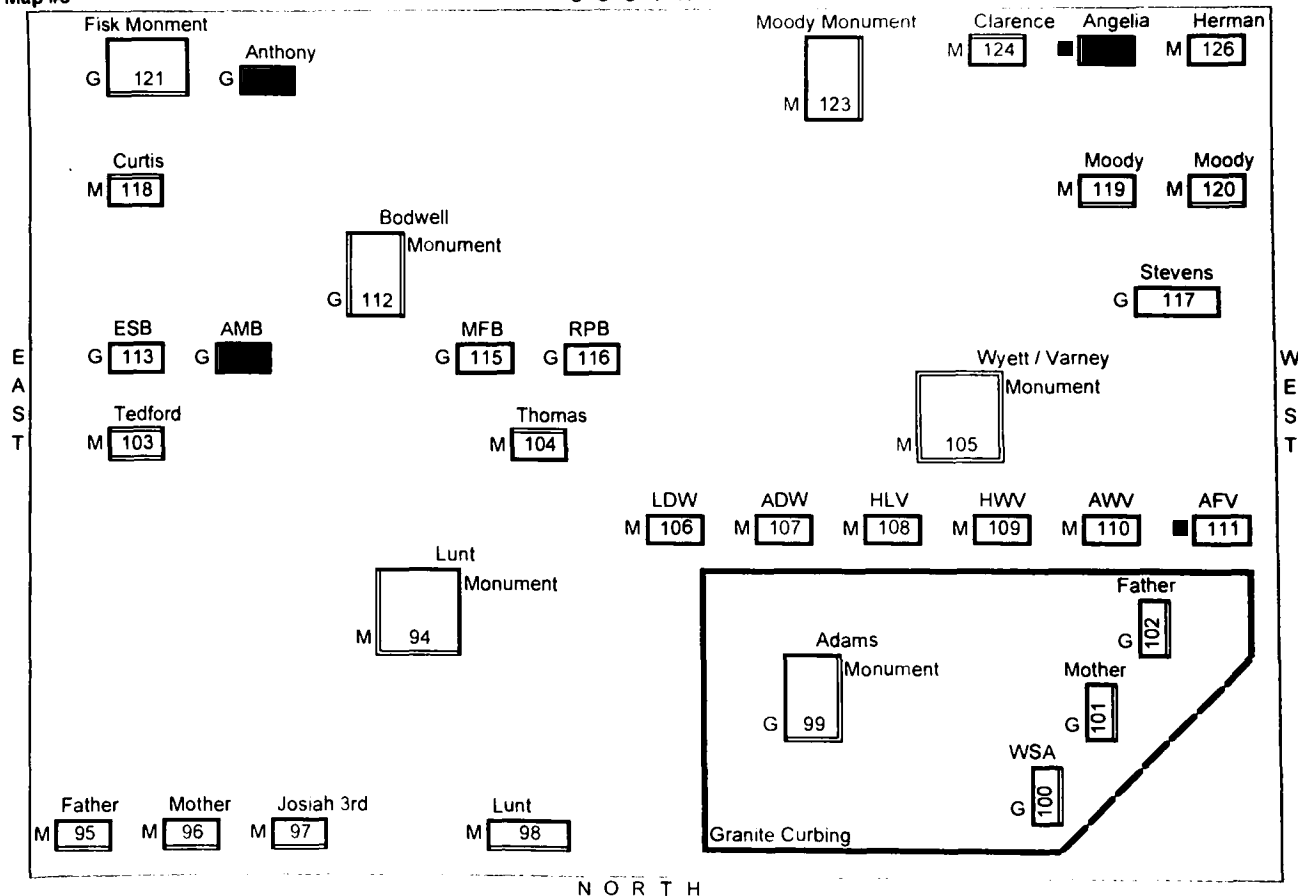 Fisk Monment
G 121
Anthony
G
Moody Monument
M 123
Clarence
M 124
Angelia
Herman
M 126
Curtis
M 118
Moody
M 119
Moody
M 120
Bodwell
Monument
G 112
Stevens
G 117
ESB
G 113
AMB
G
MFB
G 115
RPB
G 116
Wyett / Varney
Monument
M 105
EAST
WEST
Tedford
M 103
Thomas
M 104
LDW
M 106
ADW
M 107
HLV
M 108
HWV
M 109
AWV
M 110
AFV
111
Lunt
Monument
M 94
Father
G 102
Adams
Monument
G 99
Mother
G 101
WSA
G 100
Father
M 95
Mother
M 96
Josiah 3rd
M 97
Lunt
M 98
Granite Curbing
NORTH